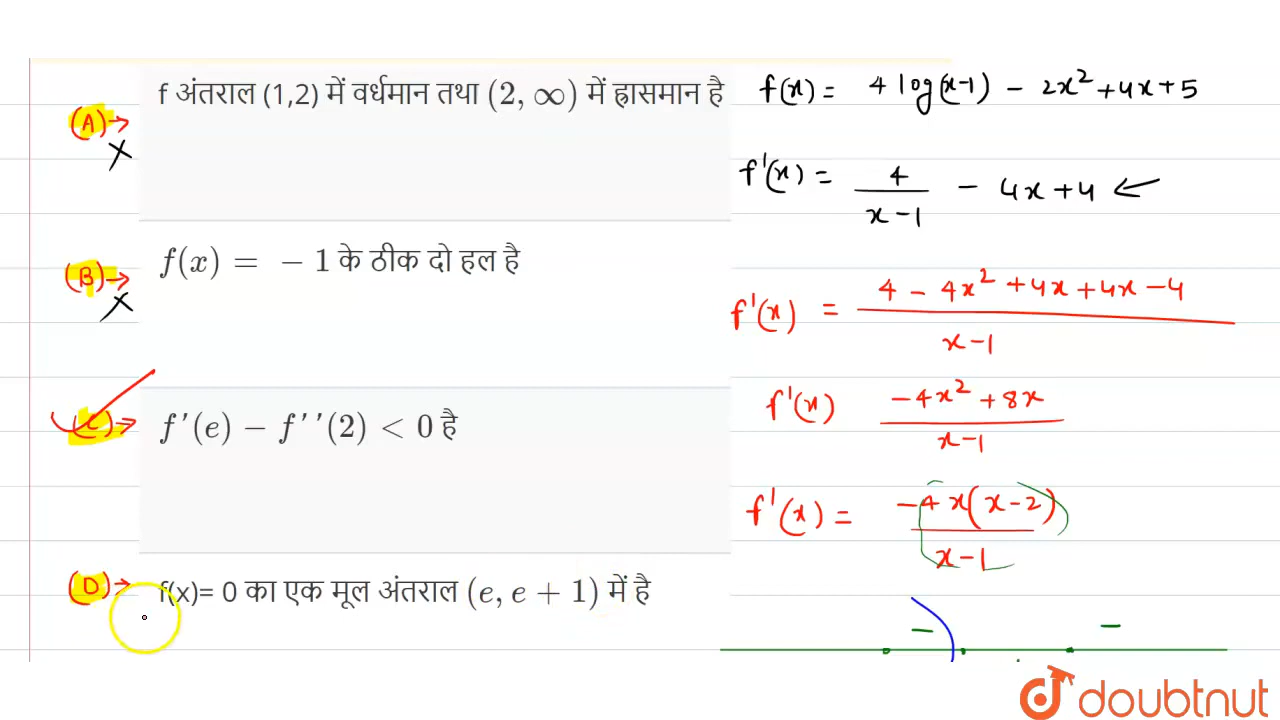 (A)→ f अंतराल (1,2) में वर्धमान तथा (2, ∞) में ह्रासमान है
×
(B)→ f(x) = − 1 के ठीक दो हल है
×
(C)→ f'(e) − f''(2) < 0 है
(D)→ f(x)= 0 का एक मूल अंतराल (e, e + 1) में है
f(x) = 4 log(x-1) - 2x² + 4x + 5
f'(x) = 4/(x-1) - 4x + 4 ←
f'(x) = (4 - 4x² + 4x + 4x - 4)/(x-1)
f'(x) (-4x² + 8x)/(x-1)
f'(x) = -4x(x-2)/(x-1)
− −
doubtnut